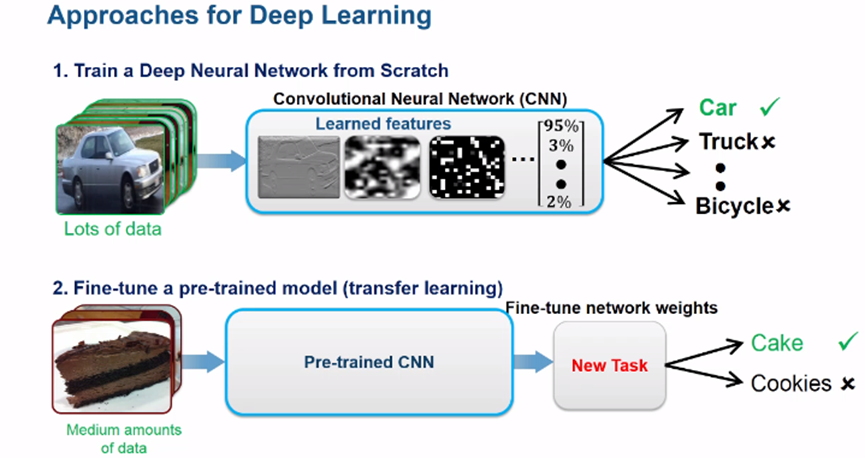 Approaches for Deep Learning
1. Train a Deep Neural Network from Scratch
Convolutional Neural Network (CNN)
Learned features
95%
3%
2%
Car ✓
Truck ×
Bicycle ×
Lots of data
2. Fine-tune a pre-trained model (transfer learning)
Fine-tune network weights
Pre-trained CNN
New Task
Cake ✓
Cookies ×
Medium amounts
of data